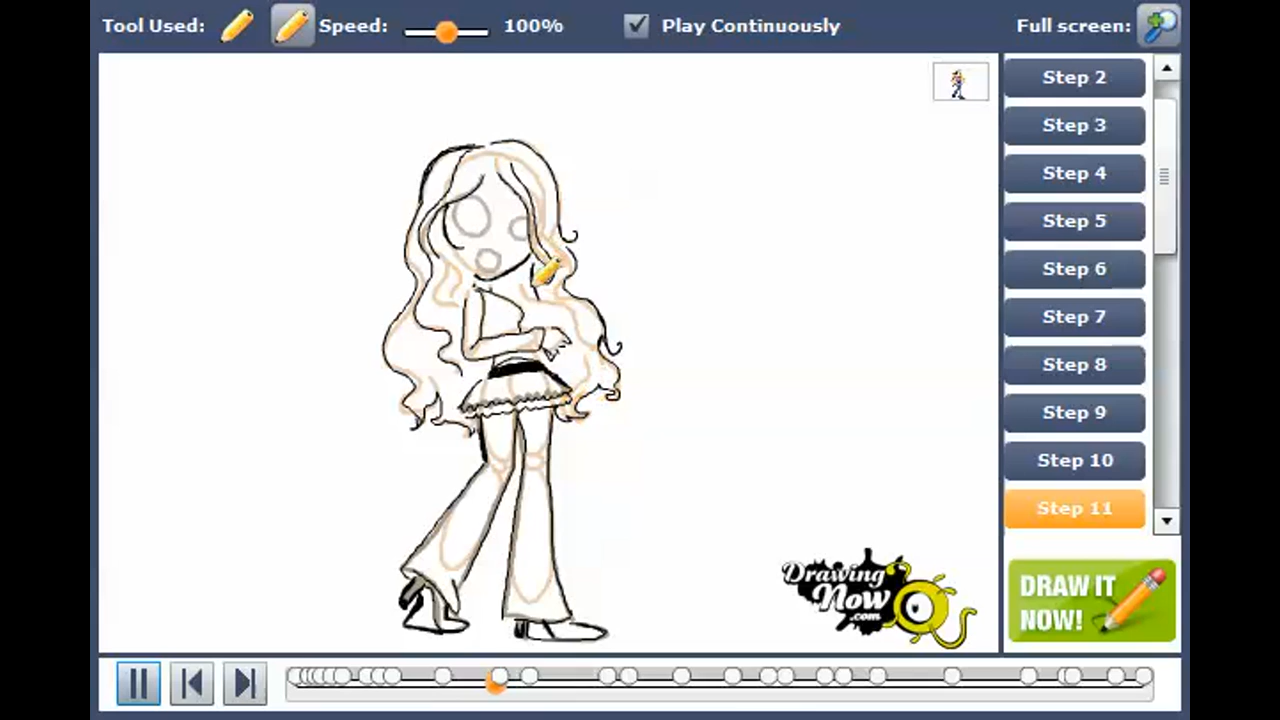 Tool Used:
Speed:
100%
Play Continuously
Full screen:
Step 2
Step 3
Step 4
Step 5
Step 6
Step 7
Step 8
Step 9
Step 10
Step 11
Drawing
Now
.com
DRAW IT
NOW!